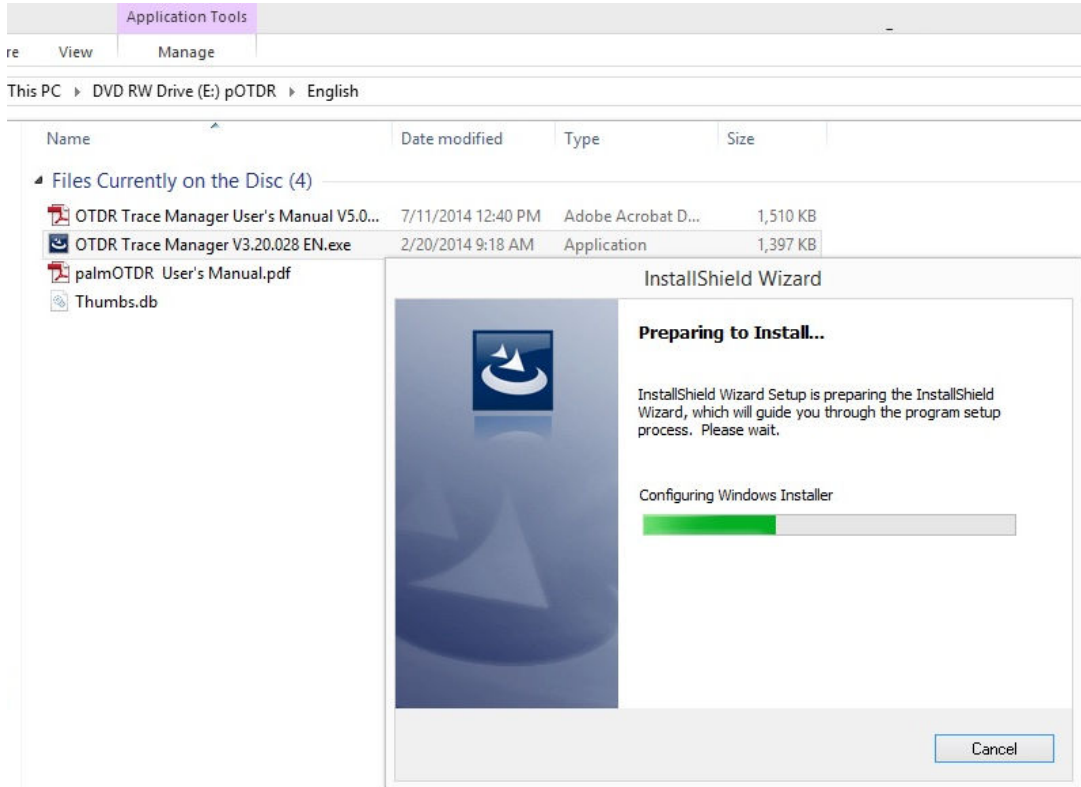 Application Tools
re View Manage
This PC ▸ DVD RW Drive (E:) pOTDR ▸ English
Name Date modified Type Size
Files Currently on the Disc (4)
OTDR Trace Manager User's Manual V5.0... 7/11/2014 12:40 PM Adobe Acrobat D... 1,510 KB
OTDR Trace Manager V3.20.028 EN.exe 2/20/2014 9:18 AM Application 1,397 KB
palmOTDR User's Manual.pdf
Thumbs.db
InstallShield Wizard
Preparing to Install...
InstallShield Wizard Setup is preparing the InstallShield
Wizard, which will guide you through the program setup
process. Please wait.
Configuring Windows Installer
Cancel